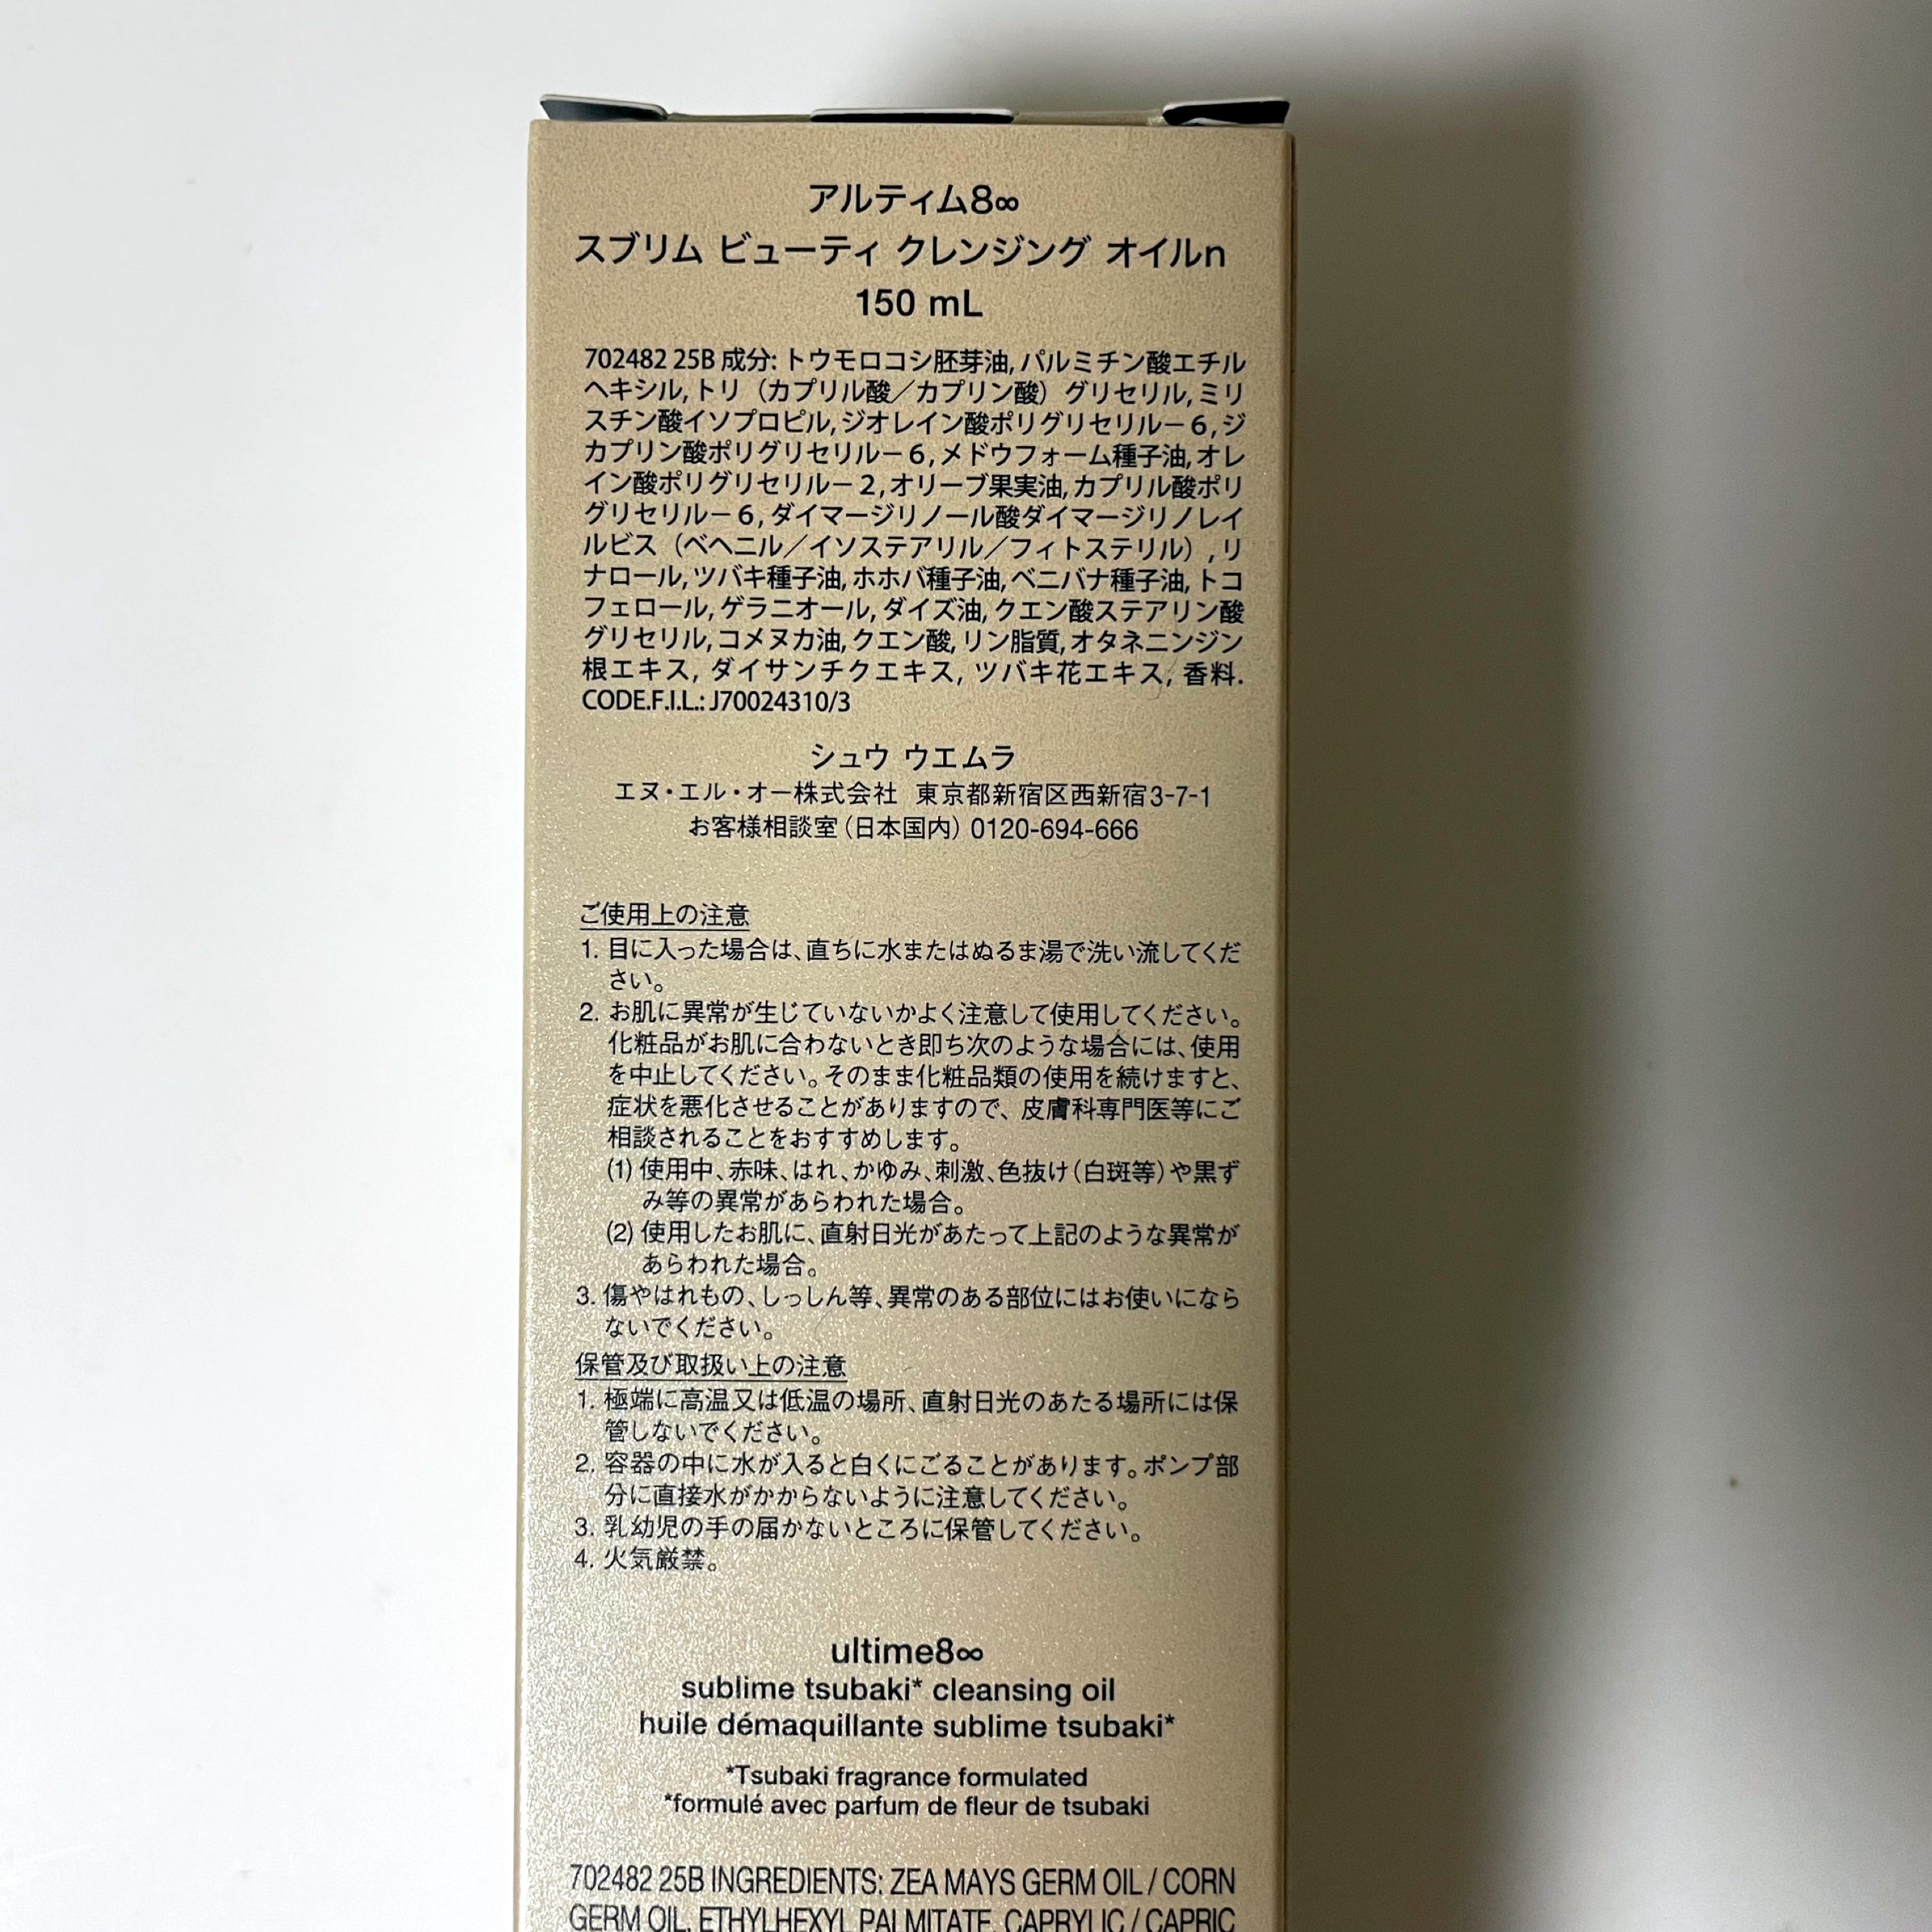 アルティム8∞
スブリム ビューティ クレンジング オイルn
150 mL
702482 25B 成分: トウモロコシ胚芽油, パルミチン酸エチル
ヘキシル, トリ（カプリル酸／カプリン酸）グリセリル, ミリ
スチン酸イソプロピル, ジオレイン酸ポリグリセリル－６, ジ
カプリン酸ポリグリセリル－６, メドウフォーム種子油, オレ
イン酸ポリグリセリル－２, オリーブ果実油, カプリル酸ポリ
グリセリル－６, ダイマージリノール酸ダイマージリノレイ
ルビス（ベヘニル／イソステアリル／フィトステリル）, リ
ナロール, ツバキ種子油, ホホバ種子油, ベニバナ種子油, トコ
フェロール, ゲラニオール, ダイズ油, クエン酸ステアリン酸
グリセリル, コメヌカ油, クエン酸, リン脂質, オタネニンジン
根エキス, ダイサンチクエキス, ツバキ花エキス, 香料.
CODE.F.I.L.: J70024310/3
シュウ ウエムラ
エヌ・エル・オー株式会社 東京都新宿区西新宿3-7-1
お客様相談室（日本国内）0120-694-666
ご使用上の注意
1. 目に入った場合は、直ちに水またはぬるま湯で洗い流してくだ
さい。
2. お肌に異常が生じていないかよく注意して使用してください。
化粧品がお肌に合わないとき即ち次のような場合には、使用
を中止してください。そのまま化粧品類の使用を続けますと、
症状を悪化させることがありますので、皮膚科専門医等にご
相談されることをおすすめします。
(1) 使用中、赤味、はれ、かゆみ、刺激、色抜け（白斑等）や黒ず
み等の異常があらわれた場合。
(2) 使用したお肌に、直射日光があたって上記のような異常が
あらわれた場合。
3. 傷やはれもの、しっしん等、異常のある部位にはお使いになら
ないでください。
保管及び取扱い上の注意
1. 極端に高温又は低温の場所、直射日光のあたる場所には保
管しないでください。
2. 容器の中に水が入ると白くにごることがあります。ポンプ部
分に直接水がかからないように注意してください。
3. 乳幼児の手の届かないところに保管してください。
4. 火気厳禁。
ultime8∞
sublime tsubaki* cleansing oil
huile démaquillante sublime tsubaki*
*Tsubaki fragrance formulated
*formulé avec parfum de fleur de tsubaki
702482 25B INGREDIENTS: ZEA MAYS GERM OIL / CORN
GERM OIL, ETHYLHEXYL PALMITATE, CAPRYLIC / CAPRIC